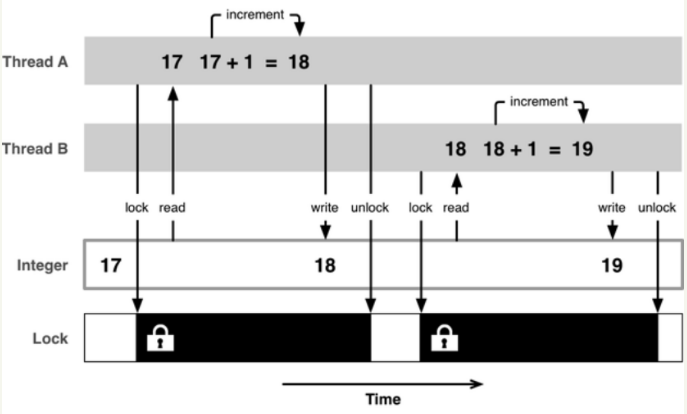 increment
Thread A 17 17 + 1 = 18
increment
Thread B 18 18 + 1 = 19
lock read write unlock lock read write unlock
Integer 17 18 19
Lock
Time